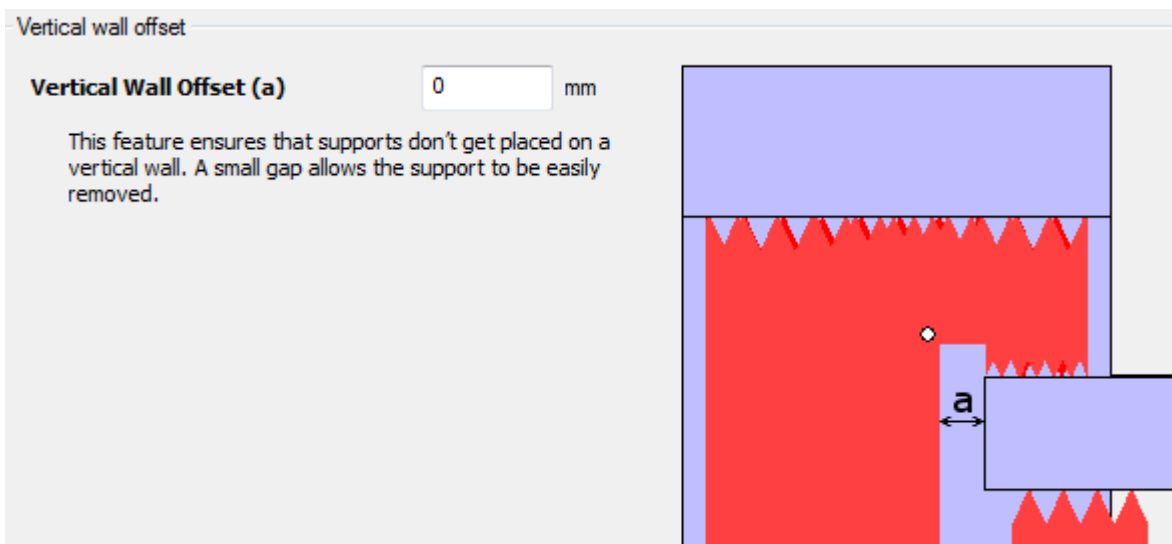 Vertical wall offset
Vertical Wall Offset (a)
0
mm
This feature ensures that supports don't get placed on a
vertical wall. A small gap allows the support to be easily
removed.
a